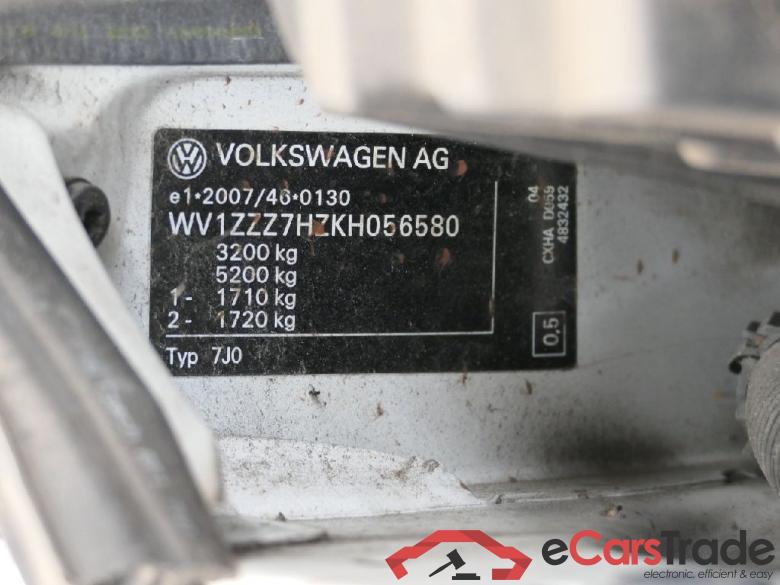 VOLKSWAGEN AG
e1*2007/46*0130
WV1ZZZ7HZKH056580
3200 kg
5200 kg
1- 1710 kg
2- 1720 kg
Typ 7J0
04
CXHA D059
4832432
0,5
eCarsTrade
electronic, efficient & easy